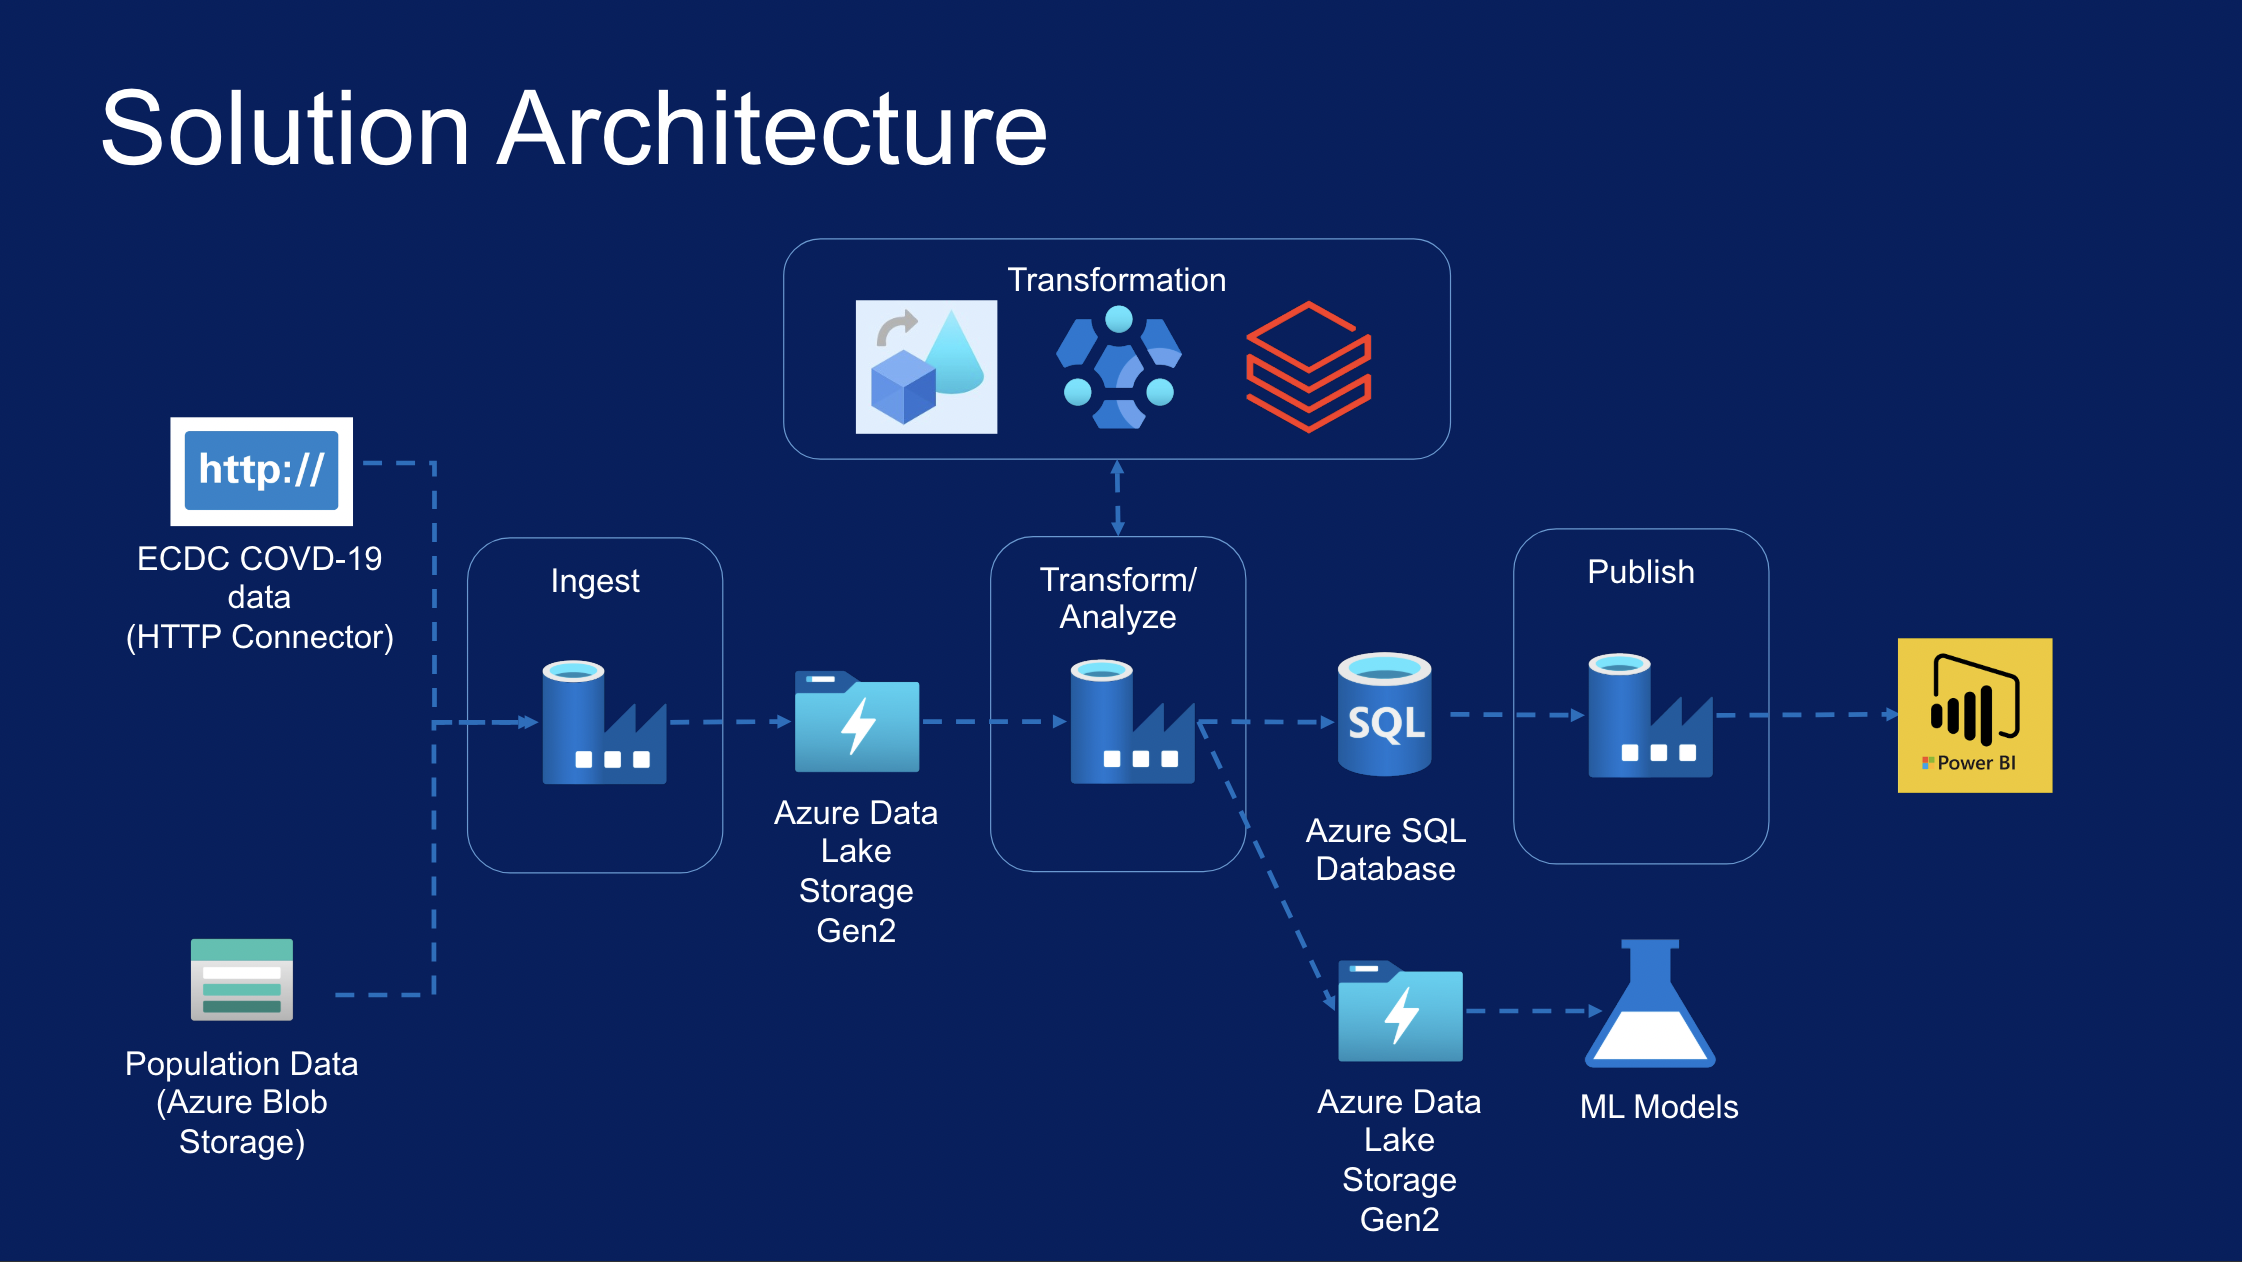 Solution Architecture
Transformation
http://
ECDC COVD-19
data
(HTTP Connector)
Ingest
Transform/
Analyze
Publish
SQL
Power BI
Azure Data
Lake
Storage
Gen2
Azure SQL
Database
Population Data
(Azure Blob
Storage)
Azure Data
Lake
Storage
Gen2
ML Models